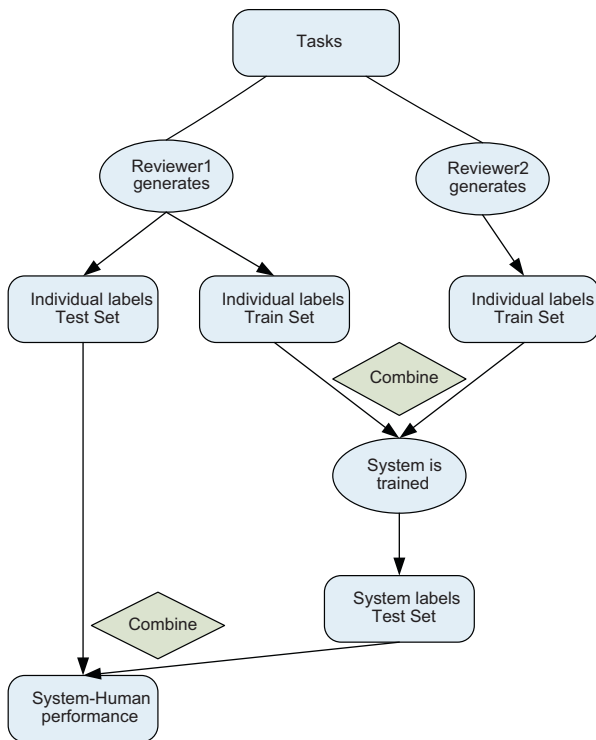 Tasks
Reviewer1
generates
Reviewer2
generates
Individual labels
Test Set
Individual labels
Train Set
Individual labels
Train Set
Combine
System is
trained
System labels
Test Set
Combine
System-Human
performance